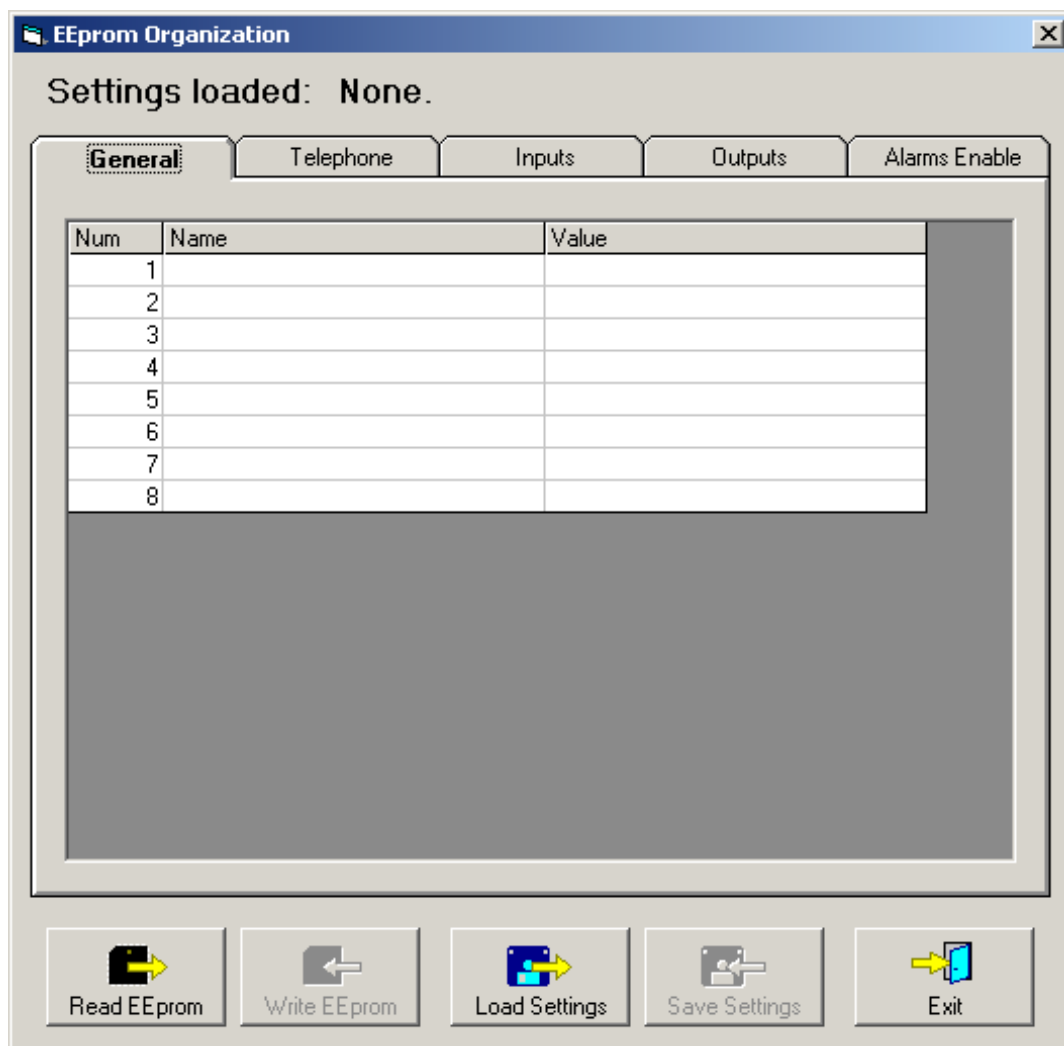 EEprom Organization
Settings loaded: None.
General Telephone Inputs Outputs Alarms Enable
Num Name Value
1
2
3
4
5
6
7
8
Read EEprom Write EEprom Load Settings Save Settings Exit